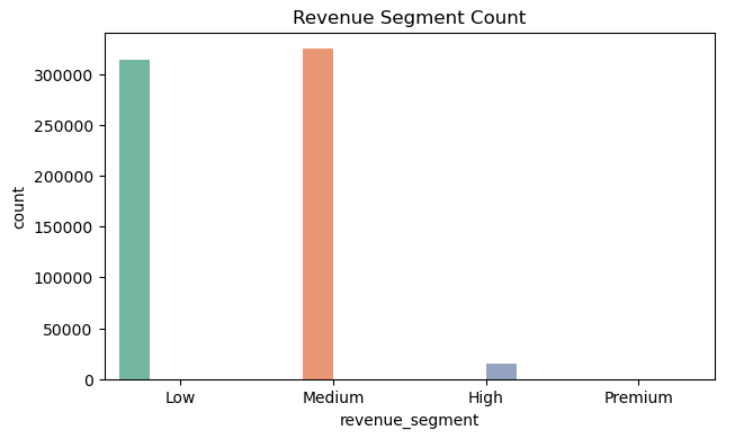 Revenue Segment Count
300000
250000
200000
150000
100000
50000
0
count
Low Medium High Premium
revenue_segment